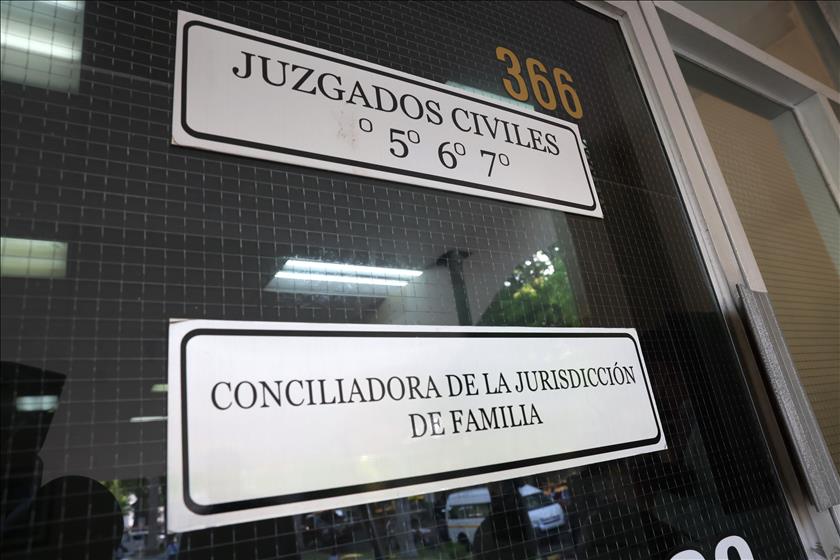 366
JUZGADOS CIVILES
º 5º 6º 7º
CONCILIADORA DE LA JURISDICCIÓN
DE FAMILIA